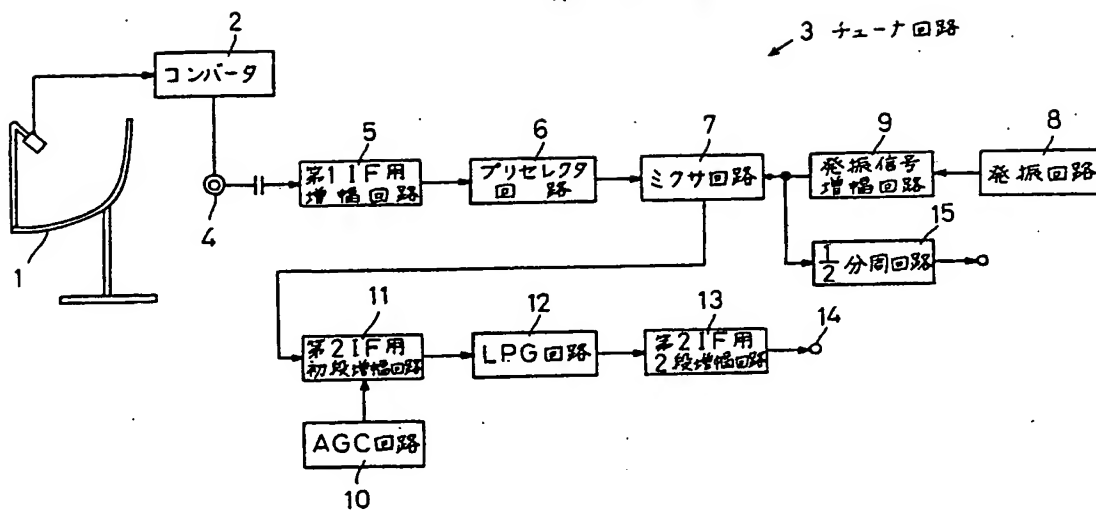 3 チューナ回路
2
コンバータ
1
4
5
第1IF用
増幅回路
6
プリセレクタ
回路
7
ミクサ回路
9
発振信号
増幅回路
8
発振回路
15
1/2 分周回路
11
第2IF用
初段増幅回路
12
LPG回路
13
第2IF用
2段増幅回路
14
AGC回路
10